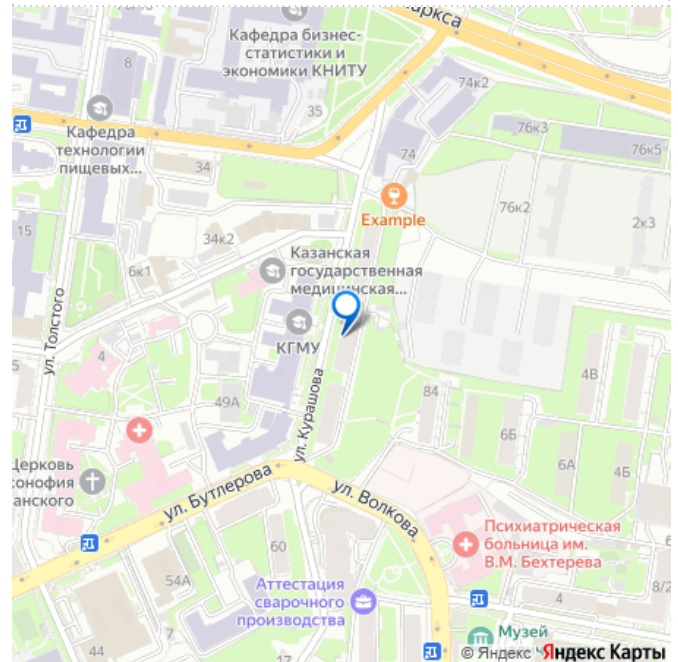 Маркса
Кафедра бизнес-
статистики и
экономики КНИТУ
8
35
74к2
76к3
76к5
Кафедра
технологии
пищевых...
34
74
15
Example
76к2
2к3
34к2
6к1
Казанская
государственная
медицинская...
КГМУ
ул. Толстого
ул. Курашова
5
4
49А
84
4В
6Б
6А
4Б
Церковь
ул. Бутлерова
ул. Волкова
Психиатрическая
больница им.
В.М. Бехтерева
60
54А
Аттестация
сварочного
производства
8/2
4
44
17
Музей
© Яндекс Яндекс Карты